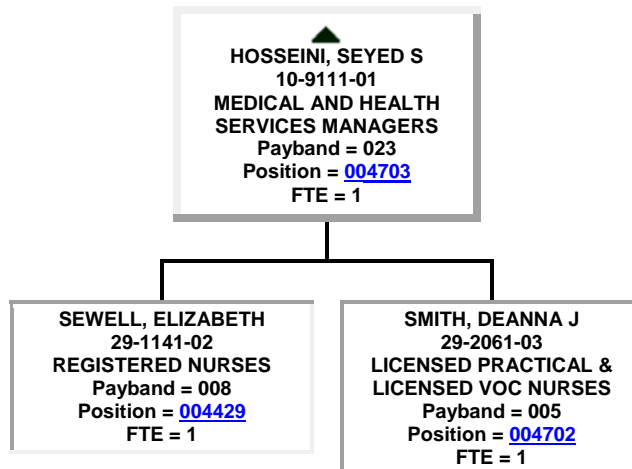 HOSSEINI, SEYED S
10-9111-01
MEDICAL AND HEALTH
SERVICES MANAGERS
Payband = 023
Position = 004703
FTE = 1
SEWELL, ELIZABETH
29-1141-02
REGISTERED NURSES
Payband = 008
Position = 004429
FTE = 1
SMITH, DEANNA J
29-2061-03
LICENSED PRACTICAL &
LICENSED VOC NURSES
Payband = 005
Position = 004702
FTE = 1